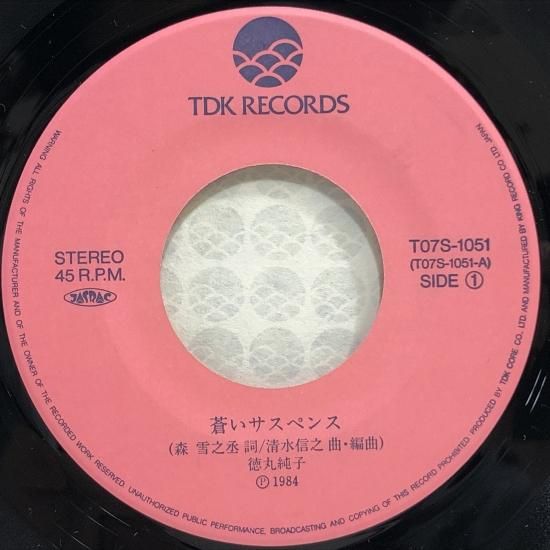 TDK RECORDS
STEREO
45 R.P.M.
JASRAC
T07S-1051
(T07S-1051-A)
SIDE ①
蒼いサスペンス
(森 雪之丞 詞/清水信之 曲・編曲)
徳丸純子
Ⓟ 1984
WARNING ALL RIGHTS OF THE MANUFACTURER AND OF THE OWNER OF THE RECORDED WORK RESERVED. UNAUTHORIZED PUBLIC PERFORMANCE, BROADCASTING AND COPYING OF THIS RECORD PROHIBITED.
PRODUCED BY TDK CORE CO., LTD. AND MANUFACTURED BY KING RECORD CO. LTD. JAPAN.